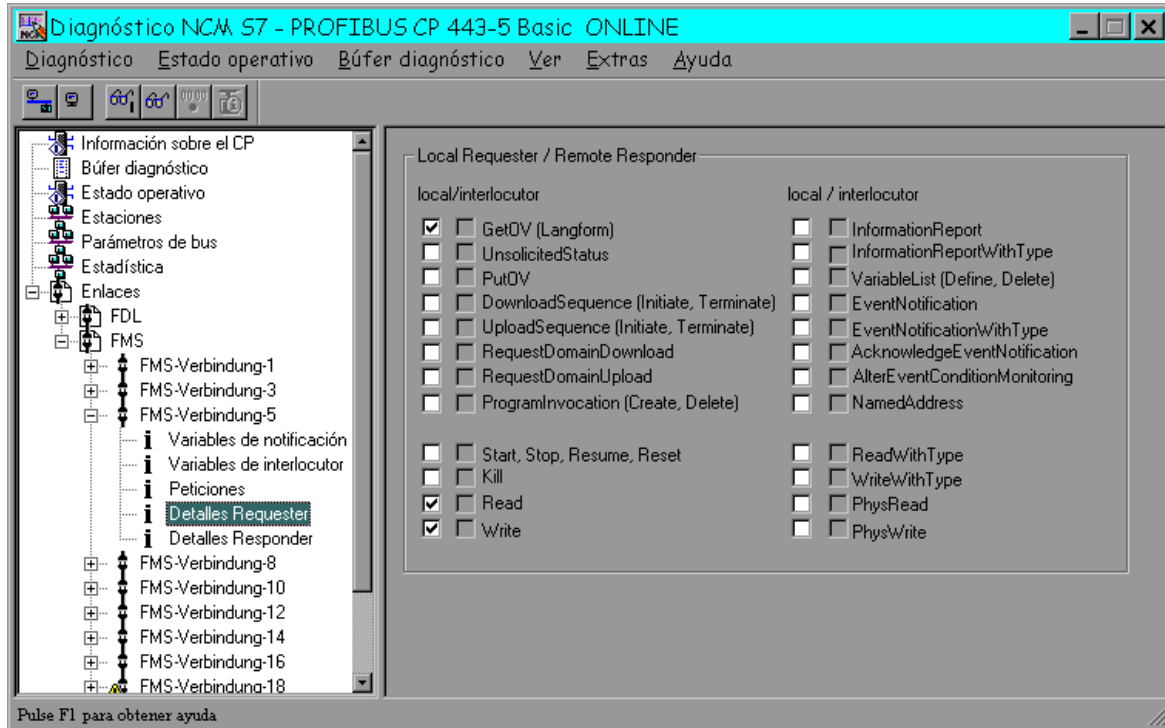 Diagnóstico NCM S7 - PROFIBUS CP 443-5 Basic ONLINE
Diagnóstico Estado operativo Búfer diagnóstico Ver Extras Ayuda
Información sobre el CP
Búfer diagnóstico
Estado operativo
Estaciones
Parámetros de bus
Estadística
Enlaces
FDL
FMS
FMS-Verbindung-1
FMS-Verbindung-3
FMS-Verbindung-5
Variables de notificación
Variables de interlocutor
Peticiones
Detalles Requester
Detalles Responder
FMS-Verbindung-8
FMS-Verbindung-10
FMS-Verbindung-12
FMS-Verbindung-14
FMS-Verbindung-16
FMS-Verbindung-18
Local Requester / Remote Responder
local/interlocutor
GetOV (Langform)
UnsolicitedStatus
PutOV
DownloadSequence (Initiate, Terminate)
UploadSequence (Initiate, Terminate)
RequestDomainDownload
RequestDomainUpload
ProgramInvocation (Create, Delete)
Start, Stop, Resume, Reset
Kill
Read
Write
local / interlocutor
InformationReport
InformationReportWithType
VariableList (Define, Delete)
EventNotification
EventNotificationWithType
AcknowledgeEventNotification
AlterEventConditionMonitoring
NamedAddress
ReadWithType
WriteWithType
PhysRead
PhysWrite
Pulse F1 para obtener ayuda